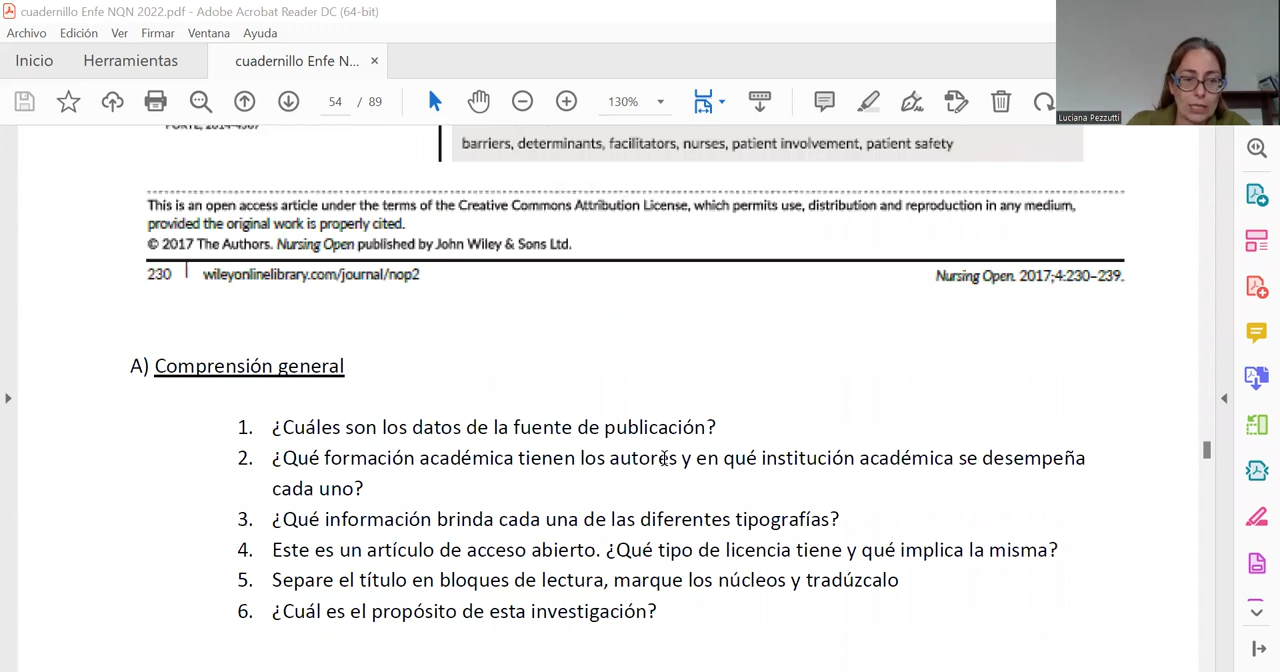 cuadernillo Enfe NQN 2022.pdf - Adobe Acrobat Reader DC (64-bit)
Archivo Edición Ver Firmar Ventana Ayuda
Inicio Herramientas cuadernillo Enfe N... ×
54 / 89 130%
Luciana Pezzutti
barriers, determinants, facilitators, nurses, patient involvement, patient safety
This is an open access article under the terms of the Creative Commons Attribution License, which permits use, distribution and reproduction in any medium,
provided the original work is properly cited.
© 2017 The Authors. Nursing Open published by John Wiley & Sons Ltd.
230 | wileyonlinelibrary.com/journal/nop2 Nursing Open. 2017;4:230–239.
A) Comprensión general
1. ¿Cuáles son los datos de la fuente de publicación?
2. ¿Qué formación académica tienen los autores y en qué institución académica se desempeña
cada uno?
3. ¿Qué información brinda cada una de las diferentes tipografías?
4. Este es un artículo de acceso abierto. ¿Qué tipo de licencia tiene y qué implica la misma?
5. Separe el título en bloques de lectura, marque los núcleos y tradúzcalo
6. ¿Cuál es el propósito de esta investigación?